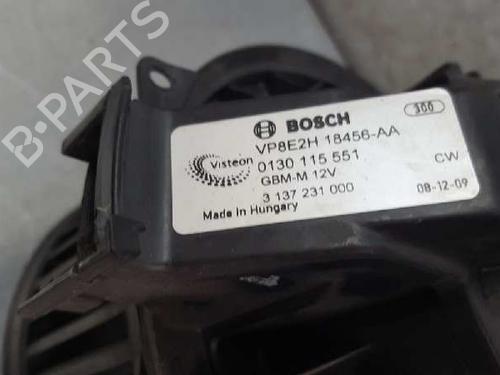 B-PARTS
BOSCH
300
Visteon
VP8E2H 18456-AA
0130 115 551
CW
GBM-M 12V
3 137 231 000
08-12-09
Made in Hungary